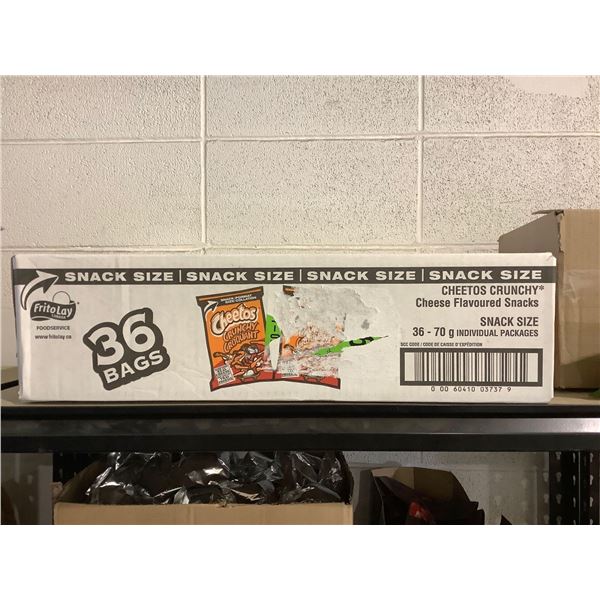 SNACK SIZE | SNACK SIZE | SNACK SIZE | SNACK SIZE
FritoLay
FOODSERVICE
www.fritolay.ca
36
BAGS
Cheetos
CRUNCHY
CROQUANT
CHEETOS CRUNCHY*
Cheese Flavoured Snacks
SNACK SIZE
36 - 70 g INDIVIDUAL PACKAGES
SCC CODE / CODE DE CAISSE D'EXPÉDITION
0 00 60410 03737 9